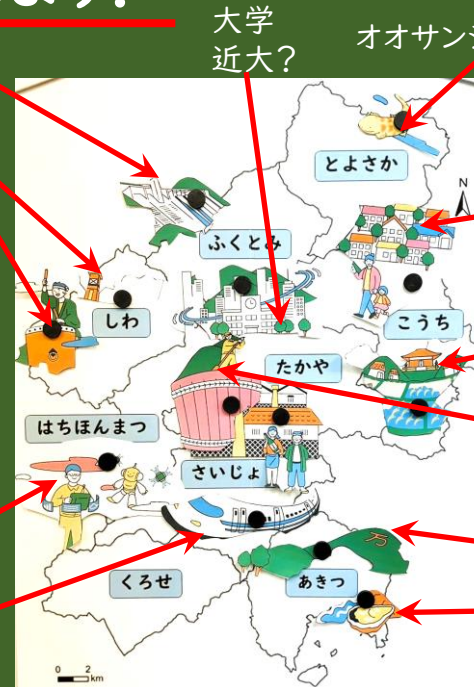 大学
近大?
オオサンシ
とよさか
N
ふくとみ
しわ
こうち
たかや
はちほんまつ
さいじょ
くろせ
あきつ
万
0 2
km